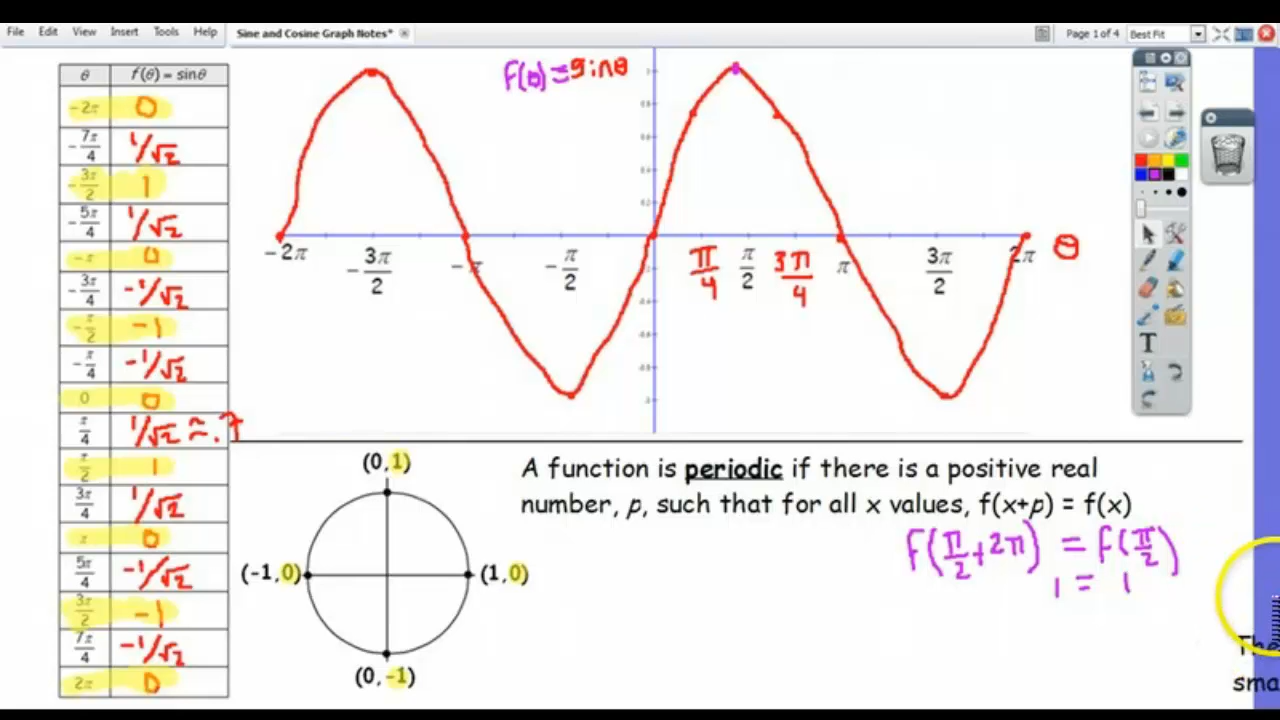 File Edit View Insert Tools Help
Sine and Cosine Graph Notes*
Page 1 of 4 Best Fit
θ f(θ) = sinθ
-2π 0
-7π/4 1/√2
-3π/2 1
-5π/4 1/√2
-π 0
-3π/4 -1/√2
-π/2 -1
-π/4 -1/√2
0 0
π/4 1/√2 ≈ .7
π/2 1
3π/4 1/√2
π 0
5π/4 -1/√2
3π/2 -1
7π/4 -1/√2
2π 0
f(θ) = sinθ
-2π -3π/2 -π -π/2 π/4 π/2 3π/4 π 3π/2 2π θ
T
(0,1)
(-1,0) (1,0)
(0,-1)
A function is periodic if there is a positive real
number, p, such that for all x values, f(x+p) = f(x)
f(π/2+2π) = f(π/2)
1 = 1
The
sma